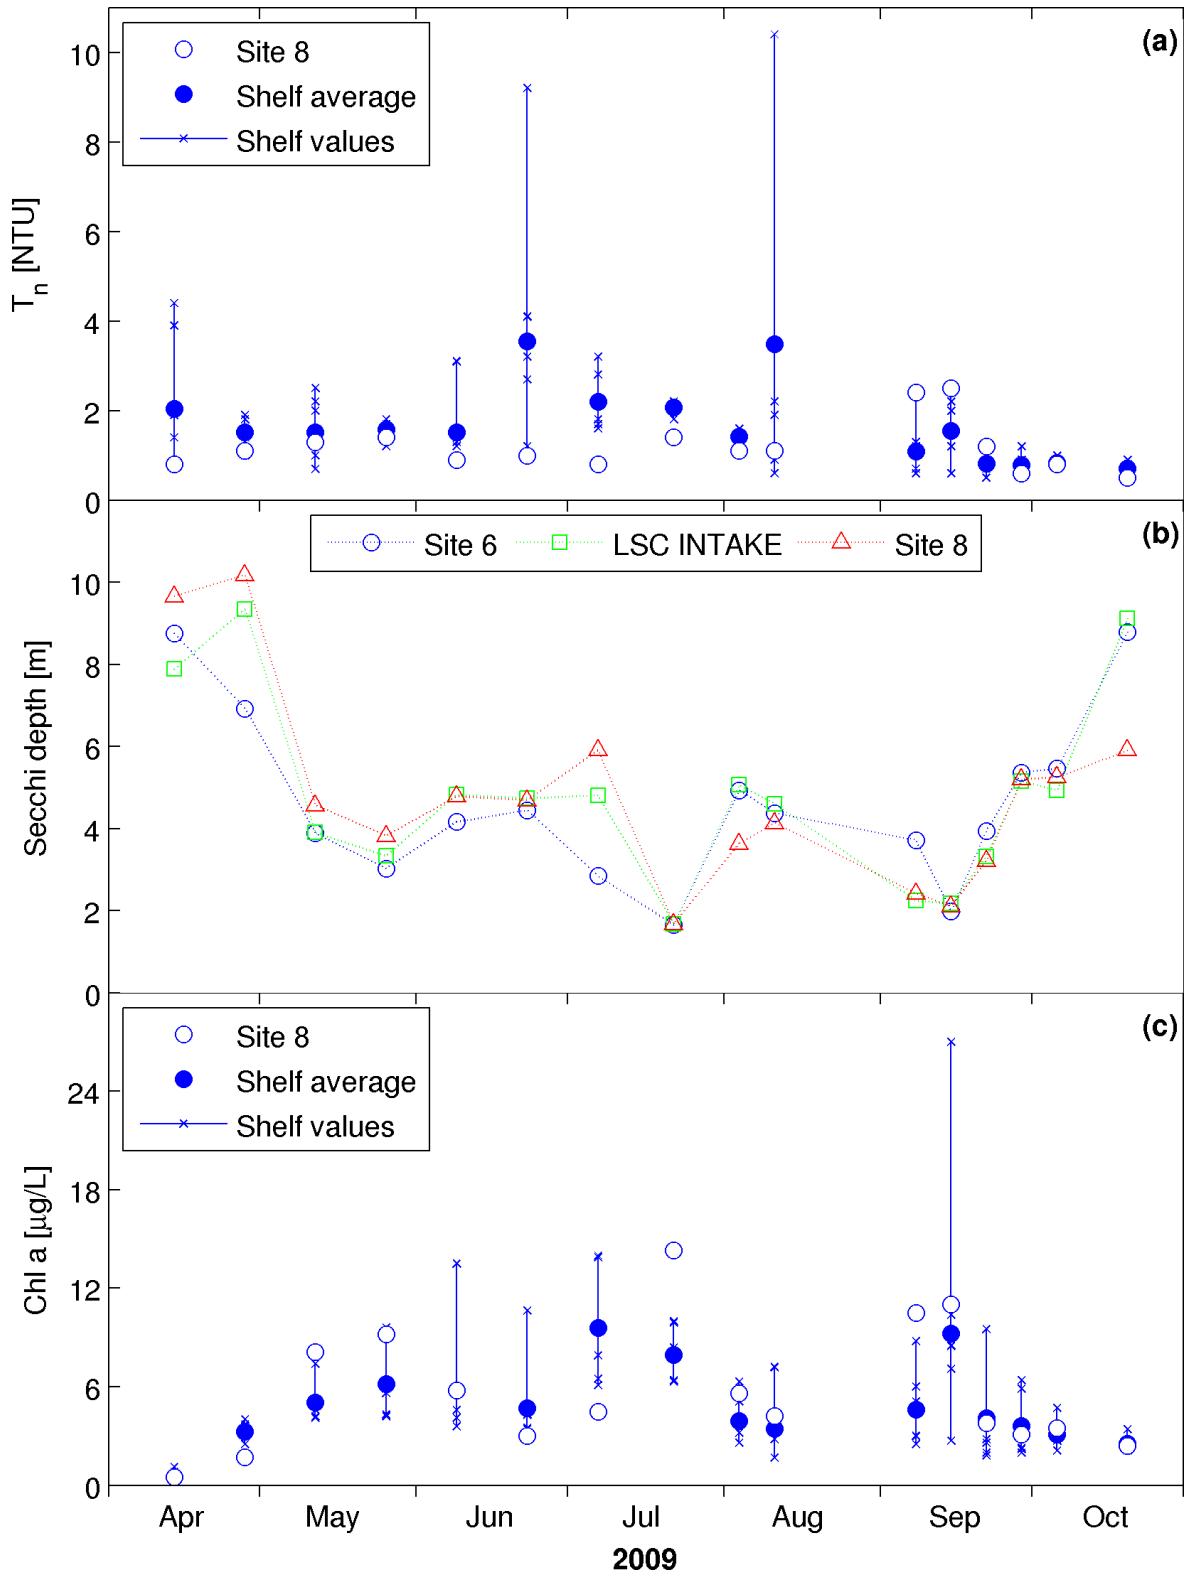 (a)
Site 8
Shelf average
Shelf values
10
8
6
4
2
0
T_n [NTU]
(b)
Site 6 LSC INTAKE Site 8
10
8
6
4
2
0
Secchi depth [m]
(c)
Site 8
Shelf average
Shelf values
24
18
12
6
0
Chl a [μg/L]
Apr May Jun Jul Aug Sep Oct
2009